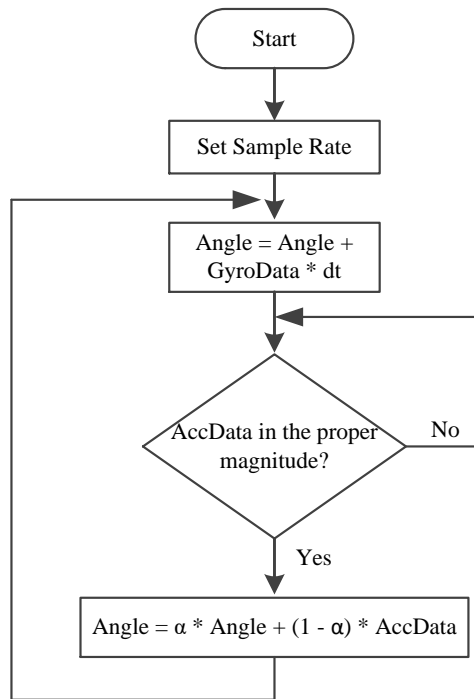 Start
Set Sample Rate
Angle = Angle +
GyroData * dt
AccData in the proper
magnitude?
No
Yes
Angle = α * Angle + (1 - α) * AccData